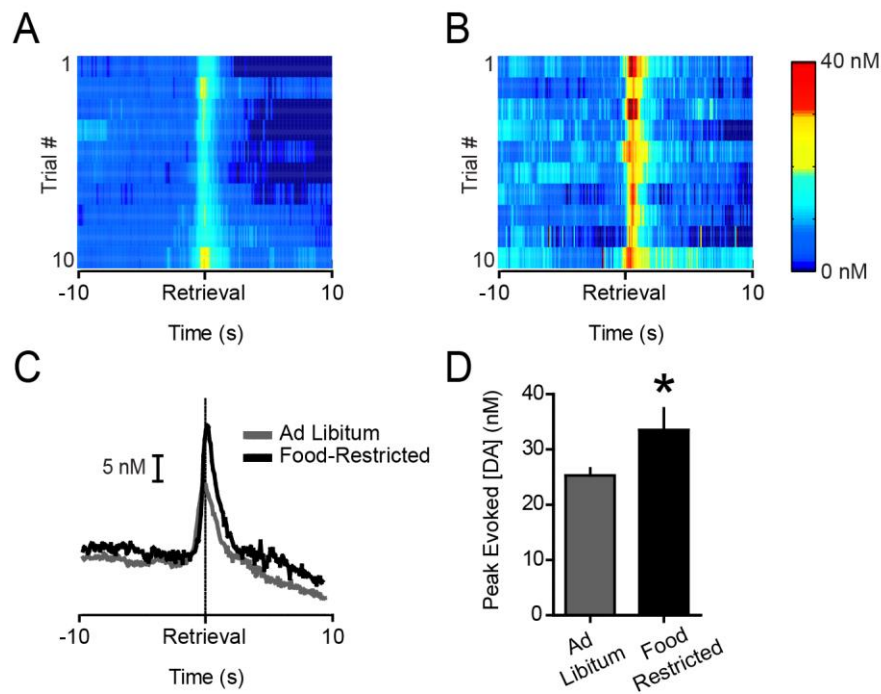 A
1
Trial #
10
-10
Retrieval
10
Time (s)
B
1
Trial #
10
-10
Retrieval
10
Time (s)
40 nM
0 nM
C
5 nM
Ad Libitum
Food-Restricted
-10
Retrieval
10
Time (s)
D
*
Peak Evoked [DA] (nM)
40
30
20
10
0
Ad
Libitum
Food
Restricted